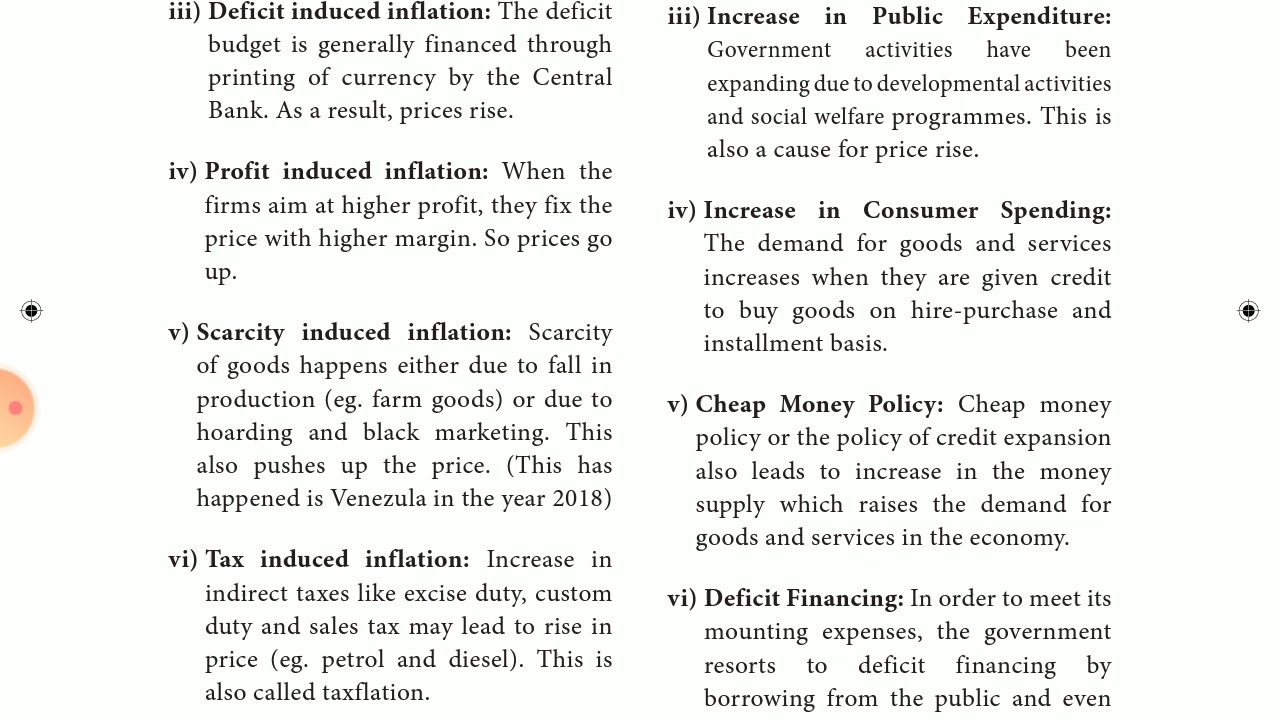 iii) Deficit induced inflation: The deficit
budget is generally financed through
printing of currency by the Central
Bank. As a result, prices rise.
iv) Profit induced inflation: When the
firms aim at higher profit, they fix the
price with higher margin. So prices go
up.
v) Scarcity induced inflation: Scarcity
of goods happens either due to fall in
production (eg. farm goods) or due to
hoarding and black marketing. This
also pushes up the price. (This has
happened is Venezula in the year 2018)
vi) Tax induced inflation: Increase in
indirect taxes like excise duty, custom
duty and sales tax may lead to rise in
price (eg. petrol and diesel). This is
also called taxflation.
iii) Increase in Public Expenditure:
Government activities have been
expanding due to developmental activities
and social welfare programmes. This is
also a cause for price rise.
iv) Increase in Consumer Spending:
The demand for goods and services
increases when they are given credit
to buy goods on hire-purchase and
installment basis.
v) Cheap Money Policy: Cheap money
policy or the policy of credit expansion
also leads to increase in the money
supply which raises the demand for
goods and services in the economy.
vi) Deficit Financing: In order to meet its
mounting expenses, the government
resorts to deficit financing by
borrowing from the public and even